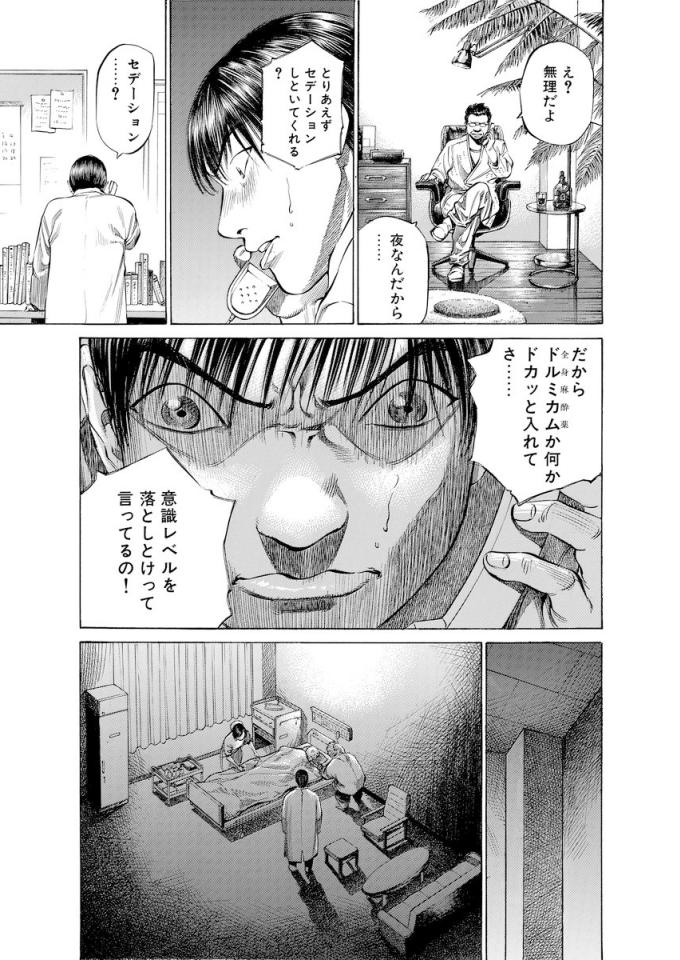 え?
無理だよ
夜なんだから
……
とりあえず
セデーション
しといてくれる
?
セデーション
……?
だから
ドルミカムか何か
全身麻酔薬
ドカッと入れて
さ……
意識レベルを
落としとけって
言ってるの!